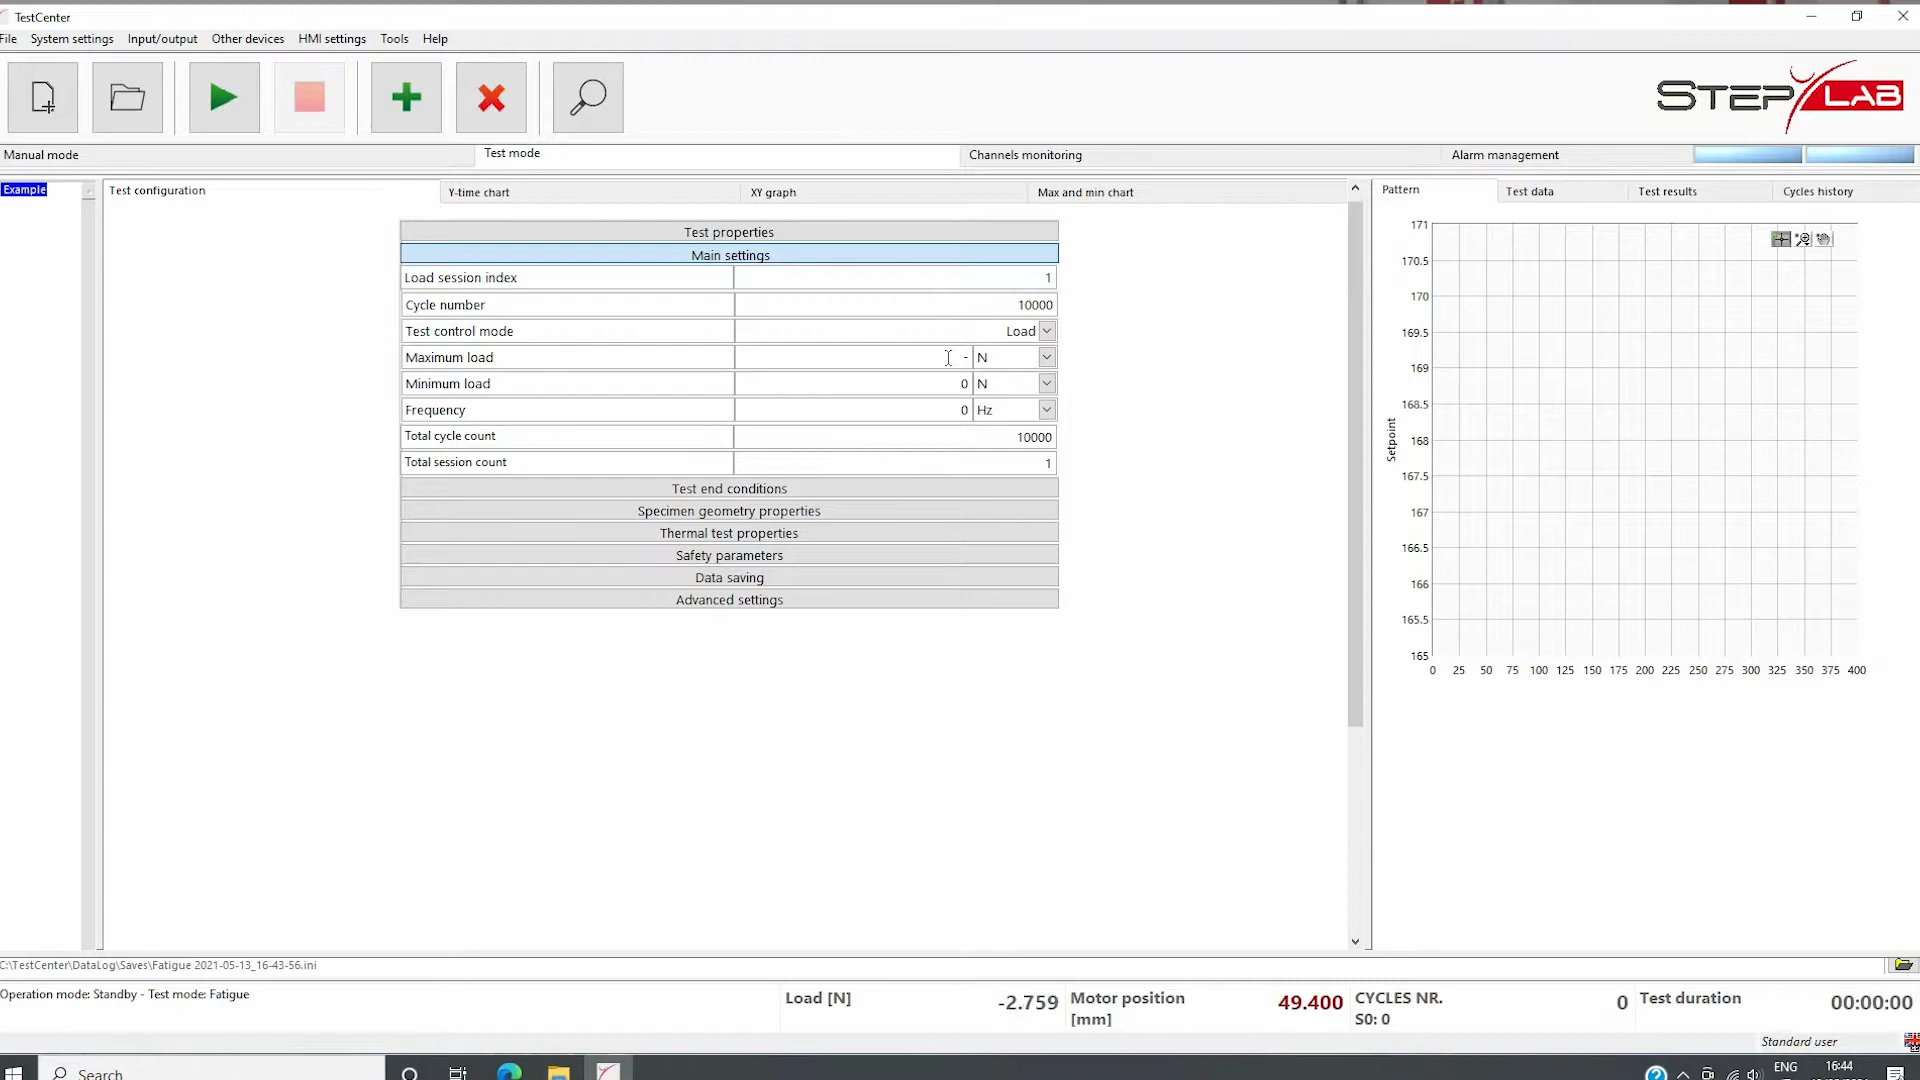 TestCenter
File System settings Input/output Other devices HMI settings Tools Help
STEP LAB
Manual mode Test mode Channels monitoring Alarm management
Example
Test configuration Y-time chart XY graph Max and min chart
Test properties
Main settings
Load session index 1
Cycle number 10000
Test control mode Load
Maximum load - N
Minimum load 0 N
Frequency 0 Hz
Total cycle count 10000
Total session count 1
Test end conditions
Specimen geometry properties
Thermal test properties
Safety parameters
Data saving
Advanced settings
Pattern Test data Test results Cycles history
171
170.5
170
169.5
169
168.5
168
167.5
167
166.5
166
165.5
165
Setpoint
0 25 50 75 100 125 150 175 200 225 250 275 300 325 350 375 400
C:\TestCenter\DataLog\Saves\Fatigue 2021-05-13_16-43-56.ini
Operation mode: Standby - Test mode: Fatigue
Load [N] -2.759
Motor position [mm] 49.400
CYCLES NR. 0
S0: 0
Test duration 00:00:00
Standard user
Search
ENG
16:44